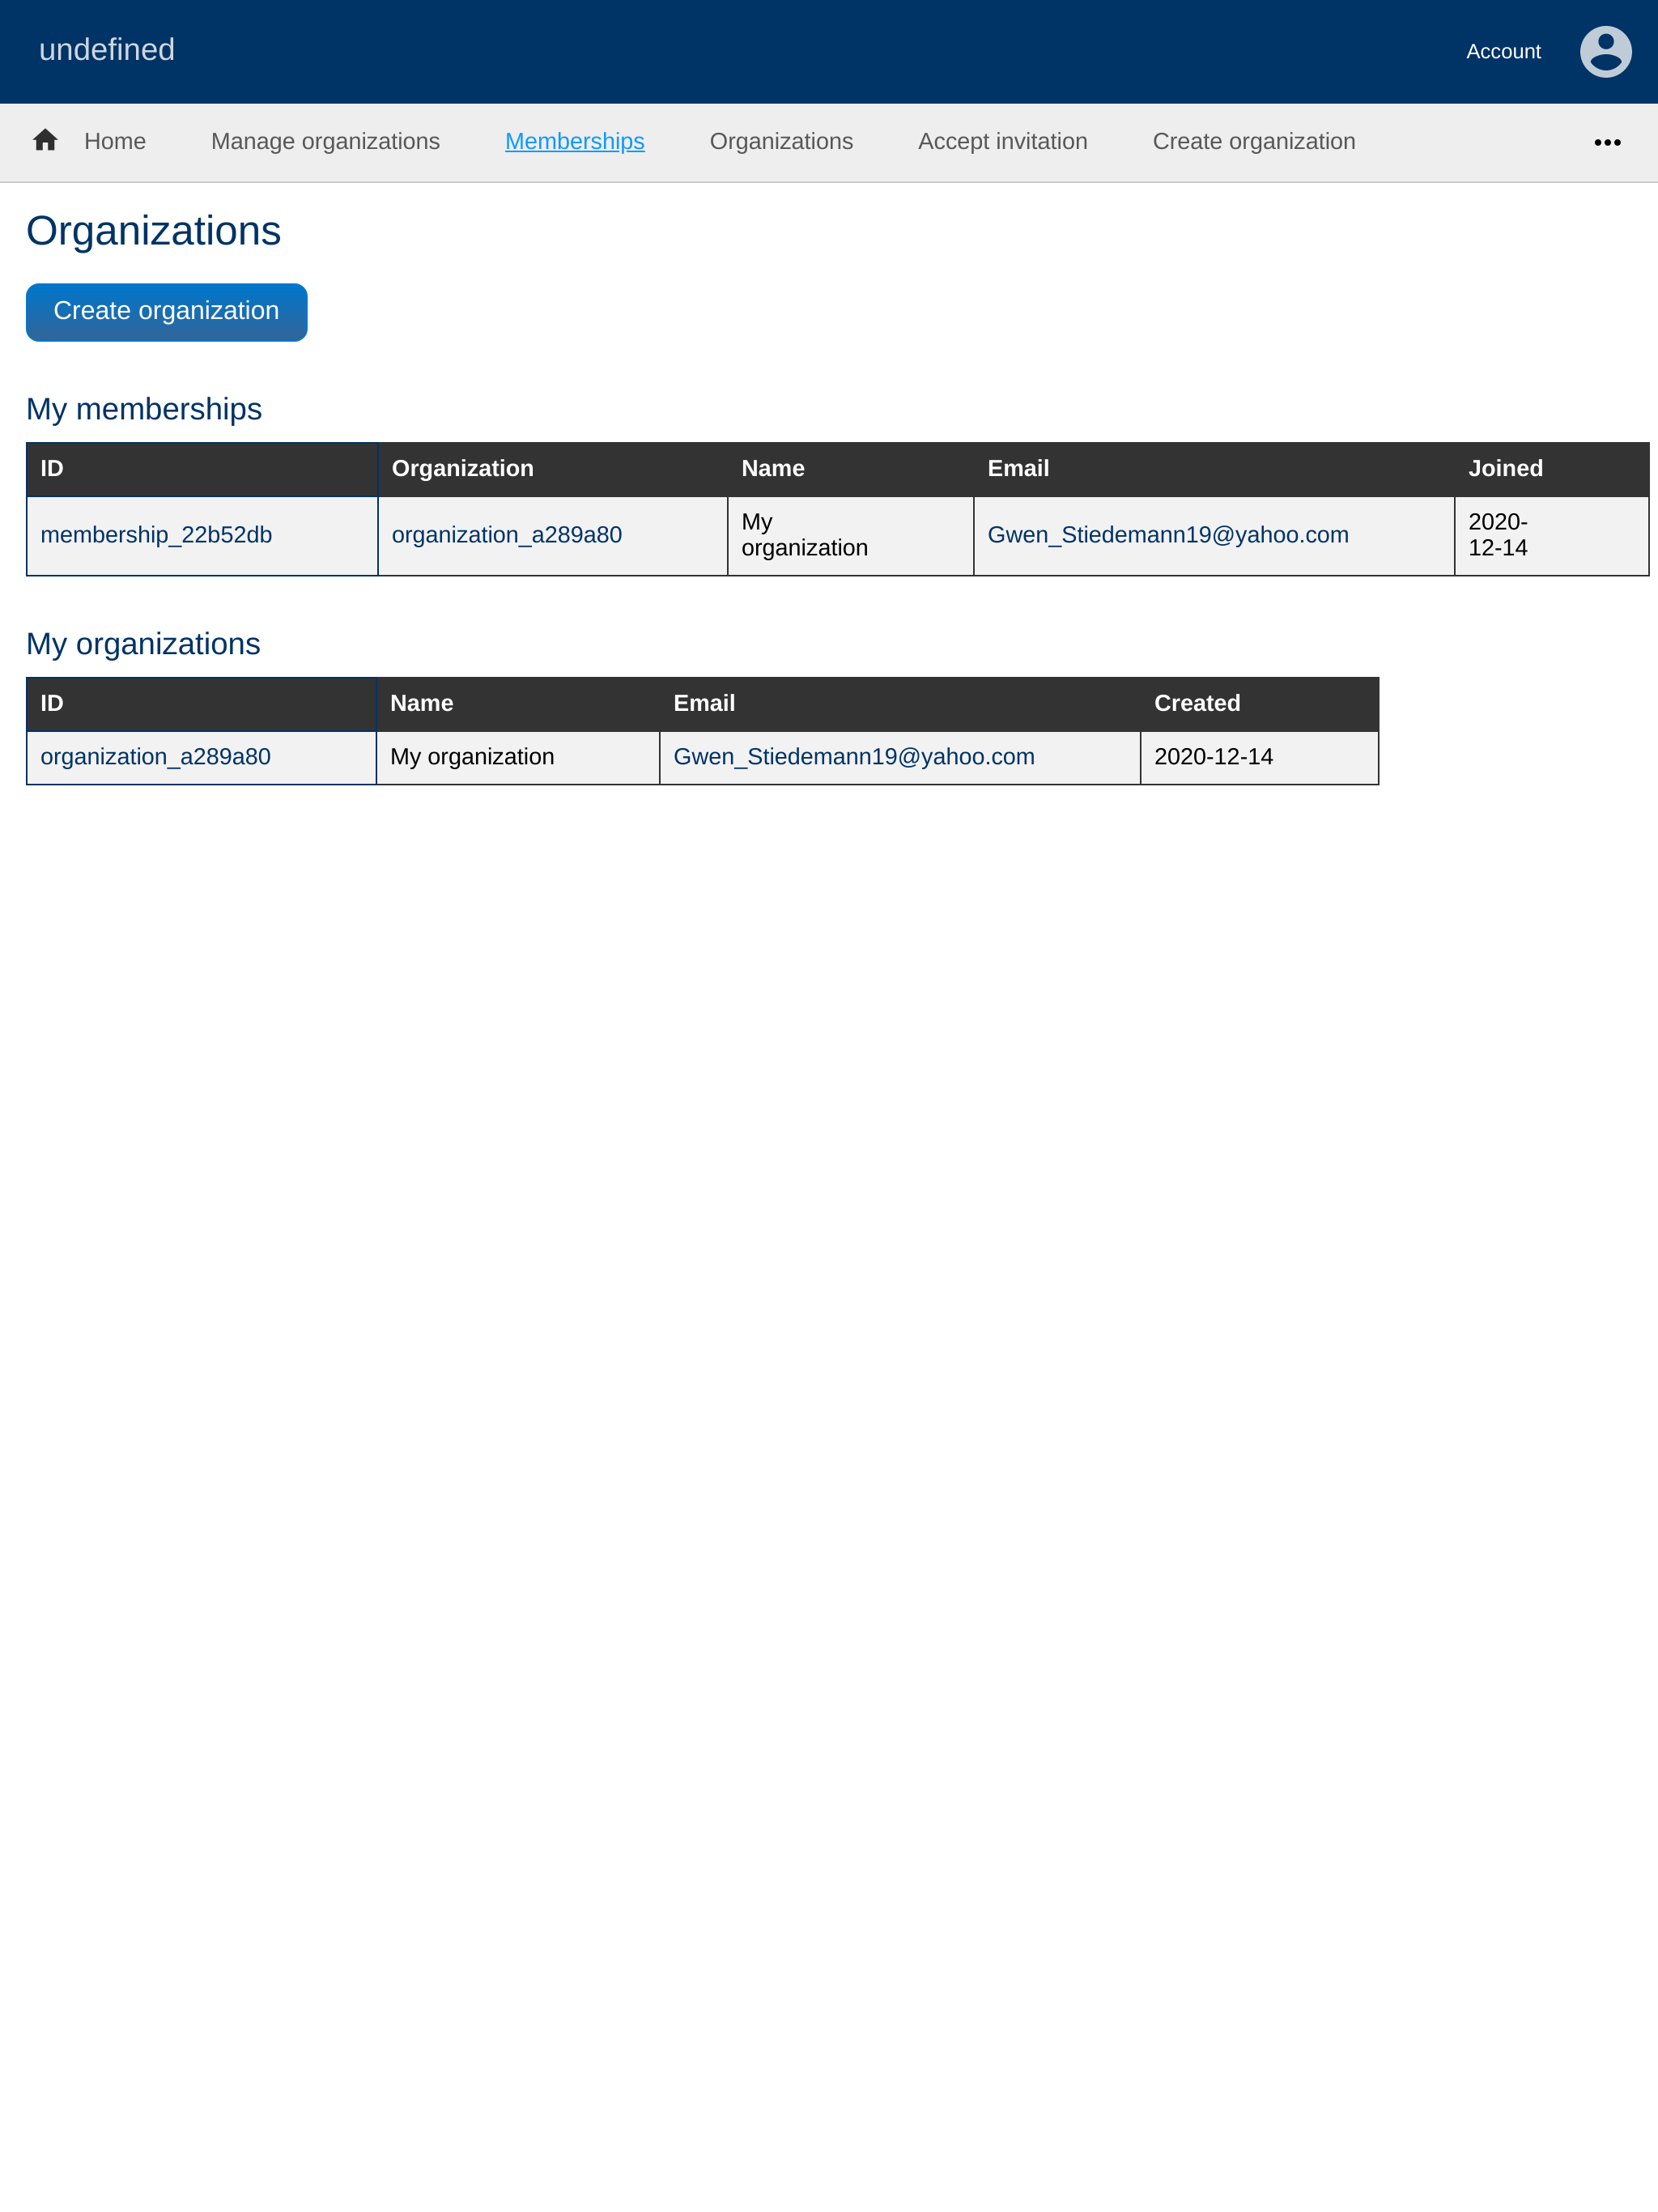 undefined
Account
Home Manage organizations Memberships Organizations Accept invitation Create organization
Organizations
Create organization
My memberships
ID Organization Name Email Joined
membership_22b52db organization_a289a80 My organization Gwen_Stiedemann19@yahoo.com 2020-12-14
My organizations
ID Name Email Created
organization_a289a80 My organization Gwen_Stiedemann19@yahoo.com 2020-12-14